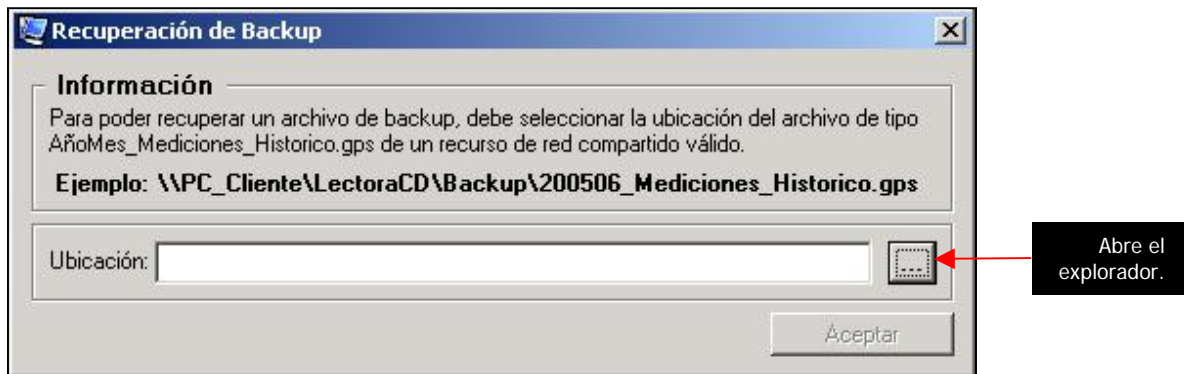 Recuperación de Backup
Información
Para poder recuperar un archivo de backup, debe seleccionar la ubicación del archivo de tipo
AñoMes_Mediciones_Historico.gps de un recurso de red compartido válido.
Ejemplo: \\PC_Cliente\LectoraCD\Backup\200506_Mediciones_Historico.gps
Ubicación:
...
Abre el
explorador.
Aceptar